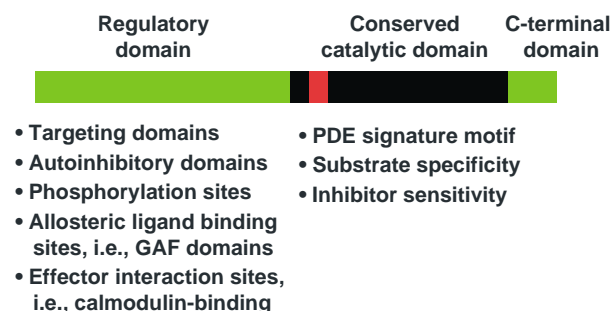 Regulatory
domain
Conserved
catalytic domain
C-terminal
domain
• Targeting domains
• Autoinhibitory domains
• Phosphorylation sites
• Allosteric ligand binding
sites, i.e., GAF domains
• Effector interaction sites,
i.e., calmodulin-binding
• PDE signature motif
• Substrate specificity
• Inhibitor sensitivity